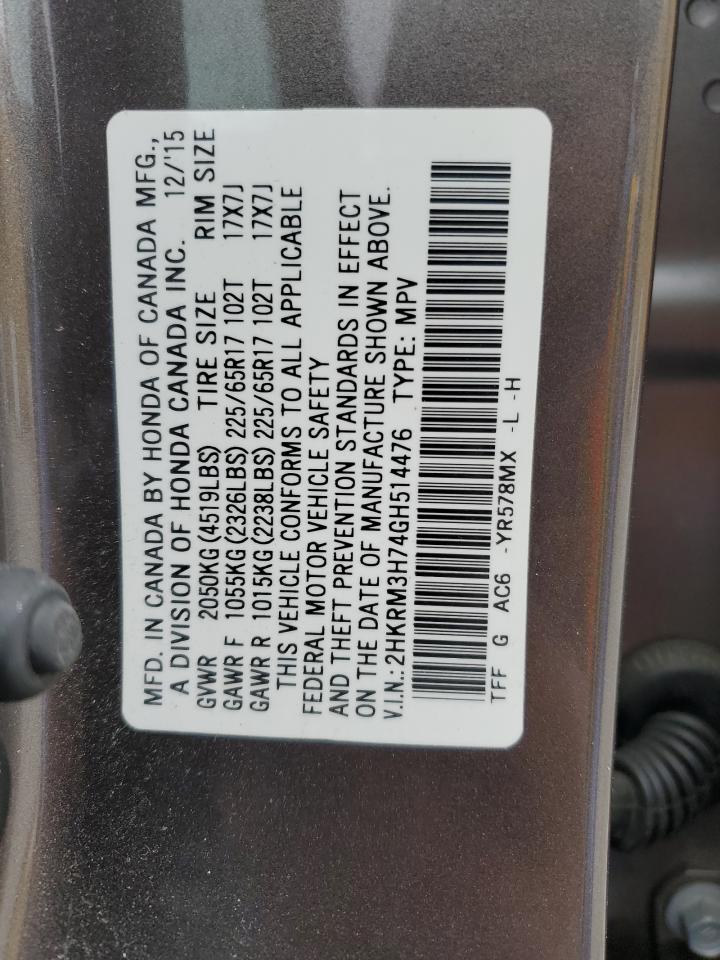 MFD. IN CANADA BY HONDA OF CANADA MFG.,
A DIVISION OF HONDA CANADA INC. 12/'15
GVWR 2050KG(4519LBS) TIRE SIZE RIM SIZE
GAWR F 1055KG(2326LBS)225/65R17 102T 17X7J
GAWR R 1015KG(2238LBS)225/65R17 102T 17X7J
THIS VEHICLE CONFORMS TO ALL APPLICABLE
FEDERAL MOTOR VEHICLE SAFETY
AND THEFT PREVENTION STANDARDS IN EFFECT
ON THE DATE OF MANUFACTURE SHOWN ABOVE.
V.I.N.:2HKRM3H74GH514476 TYPE: MPV
TFF G AC6 -YR578MX -L -H